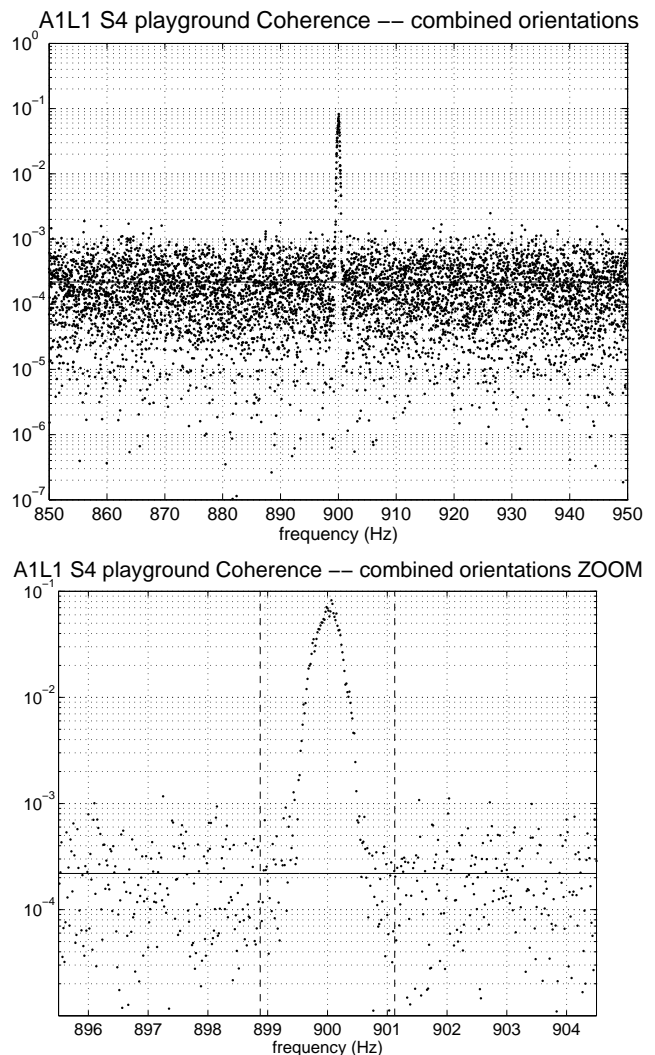 A1L1 S4 playground Coherence −− combined orientations
10^0
10^-1
10^-2
10^-3
10^-4
10^-5
10^-6
10^-7
850 860 870 880 890 900 910 920 930 940 950
frequency (Hz)
A1L1 S4 playground Coherence −− combined orientations ZOOM
10^-1
10^-2
10^-3
10^-4
896 897 898 899 900 901 902 903 904
frequency (Hz)